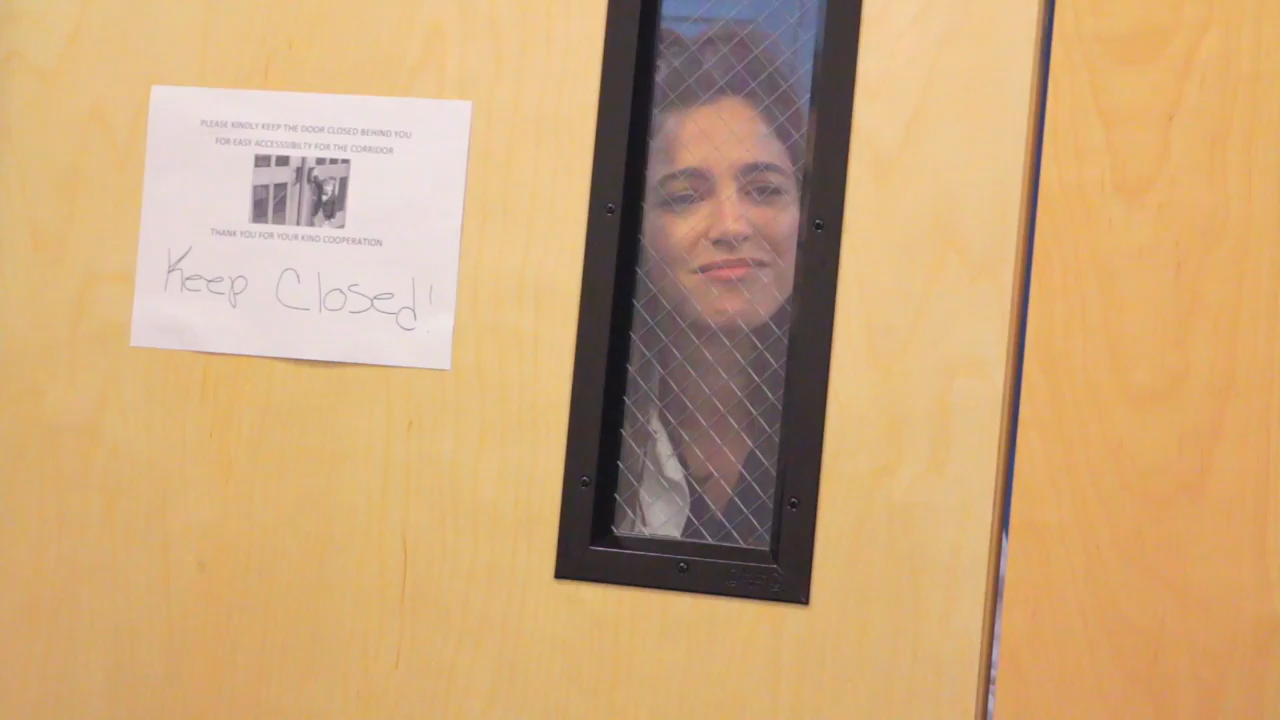 PLEASE KINDLY KEEP THE DOOR CLOSED BEHIND YOU
FOR EASY ACCESSSIBILTY FOR THE CORRIDOR
THANK YOU FOR YOUR KIND COOPERATION
Keep Closed!